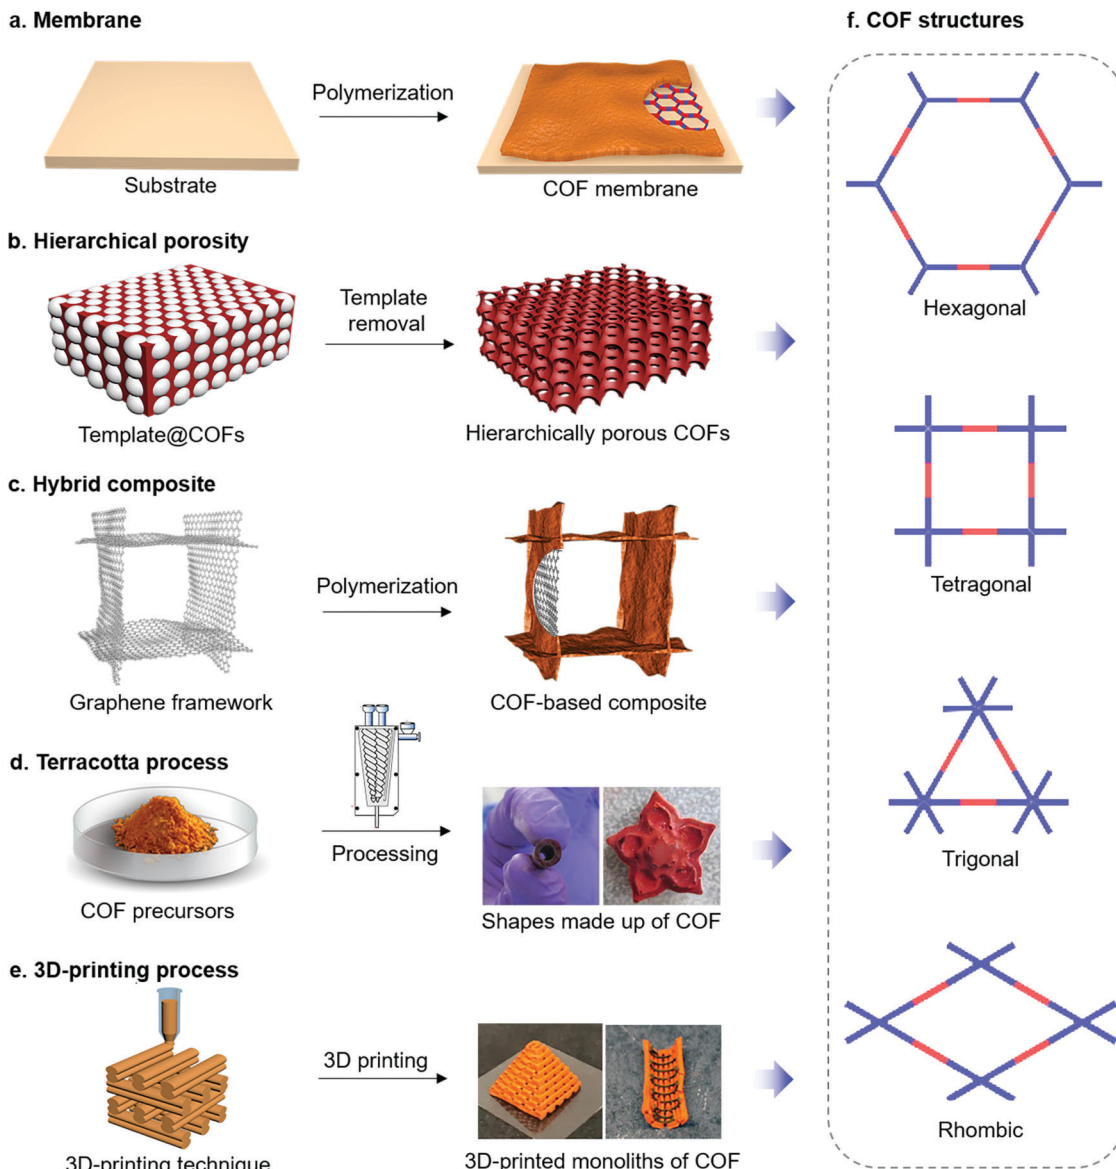 a. Membrane
Polymerization
Substrate
COF membrane
b. Hierarchical porosity
Template
removal
Template@COFs
Hierarchically porous COFs
c. Hybrid composite
Polymerization
Graphene framework
COF-based composite
d. Terracotta process
Processing
COF precursors
Shapes made up of COF
e. 3D-printing process
3D printing
3D-printing technique
3D-printed monoliths of COF
f. COF structures
Hexagonal
Tetragonal
Trigonal
Rhombic